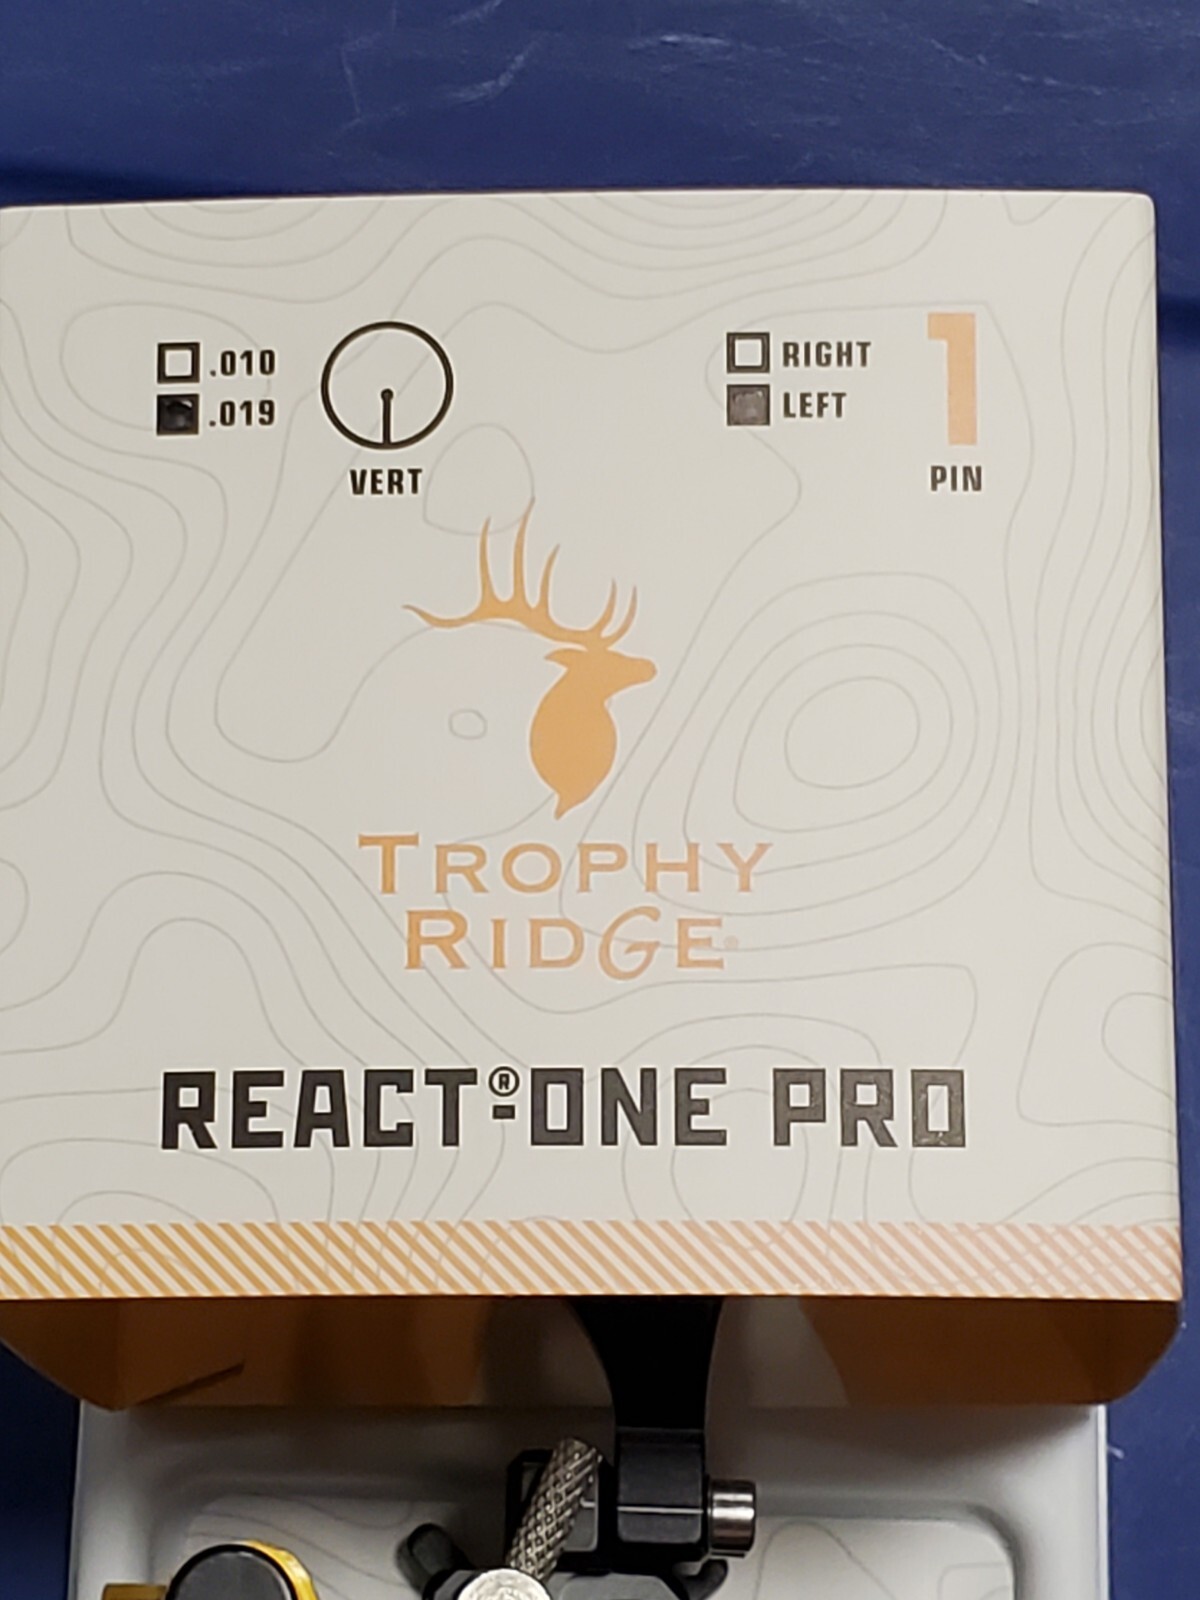 .010
.019
VERT
RIGHT
LEFT
1
PIN
TROPHY
RIDGE®
REACT®-ONE PRO